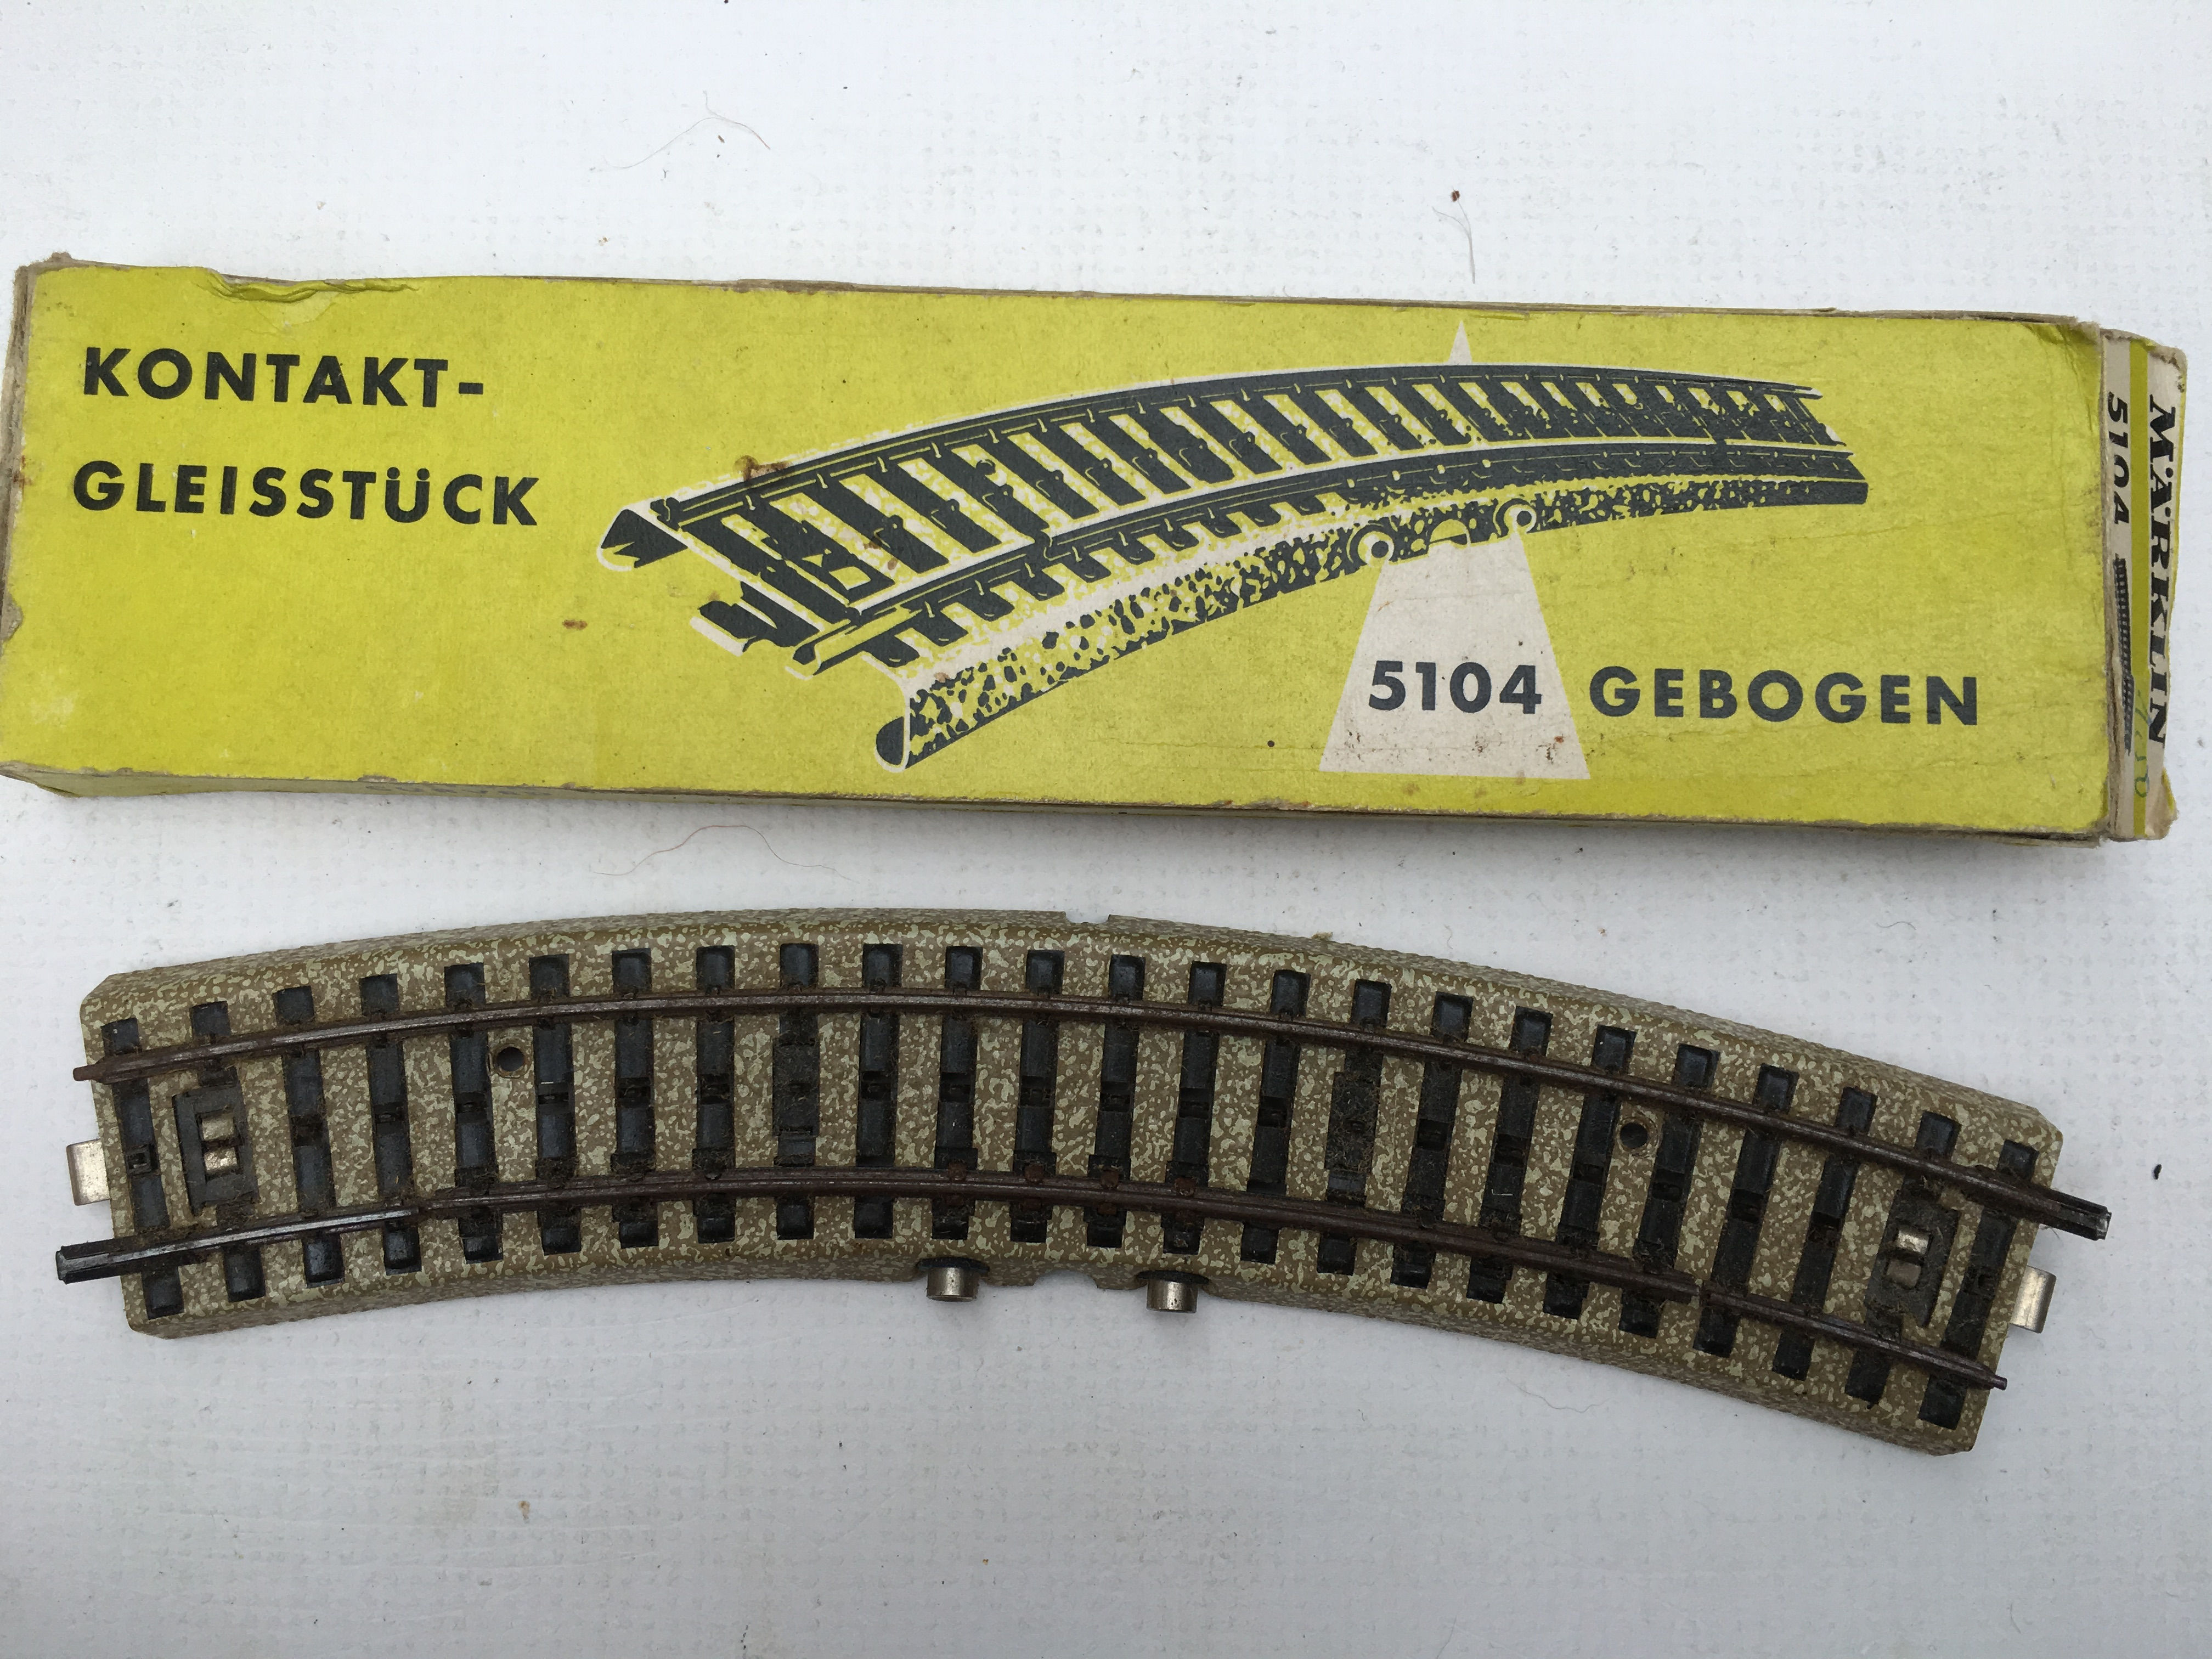 KONTAKT-
GLEISSTÜCK
5104 GEBOGEN
MÄRKLIN
5104